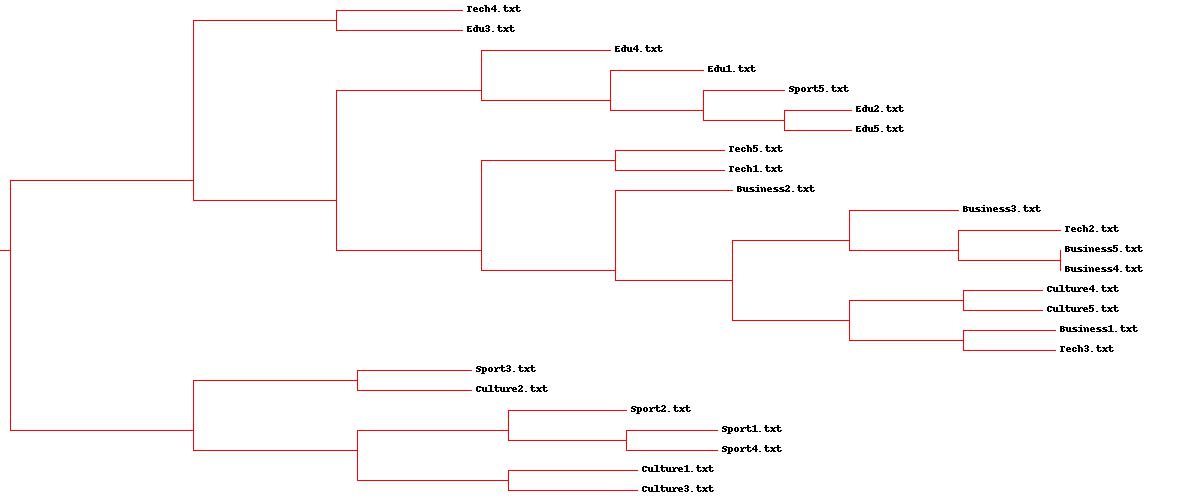 Tech4.txt
Edu3.txt
Edu4.txt
Edu1.txt
Sport5.txt
Edu2.txt
Edu5.txt
Tech5.txt
Tech1.txt
Business2.txt
Business3.txt
Tech2.txt
Business5.txt
Business4.txt
Culture4.txt
Culture5.txt
Business1.txt
Tech3.txt
Sport3.txt
Culture2.txt
Sport2.txt
Sport1.txt
Sport4.txt
Culture1.txt
Culture3.txt